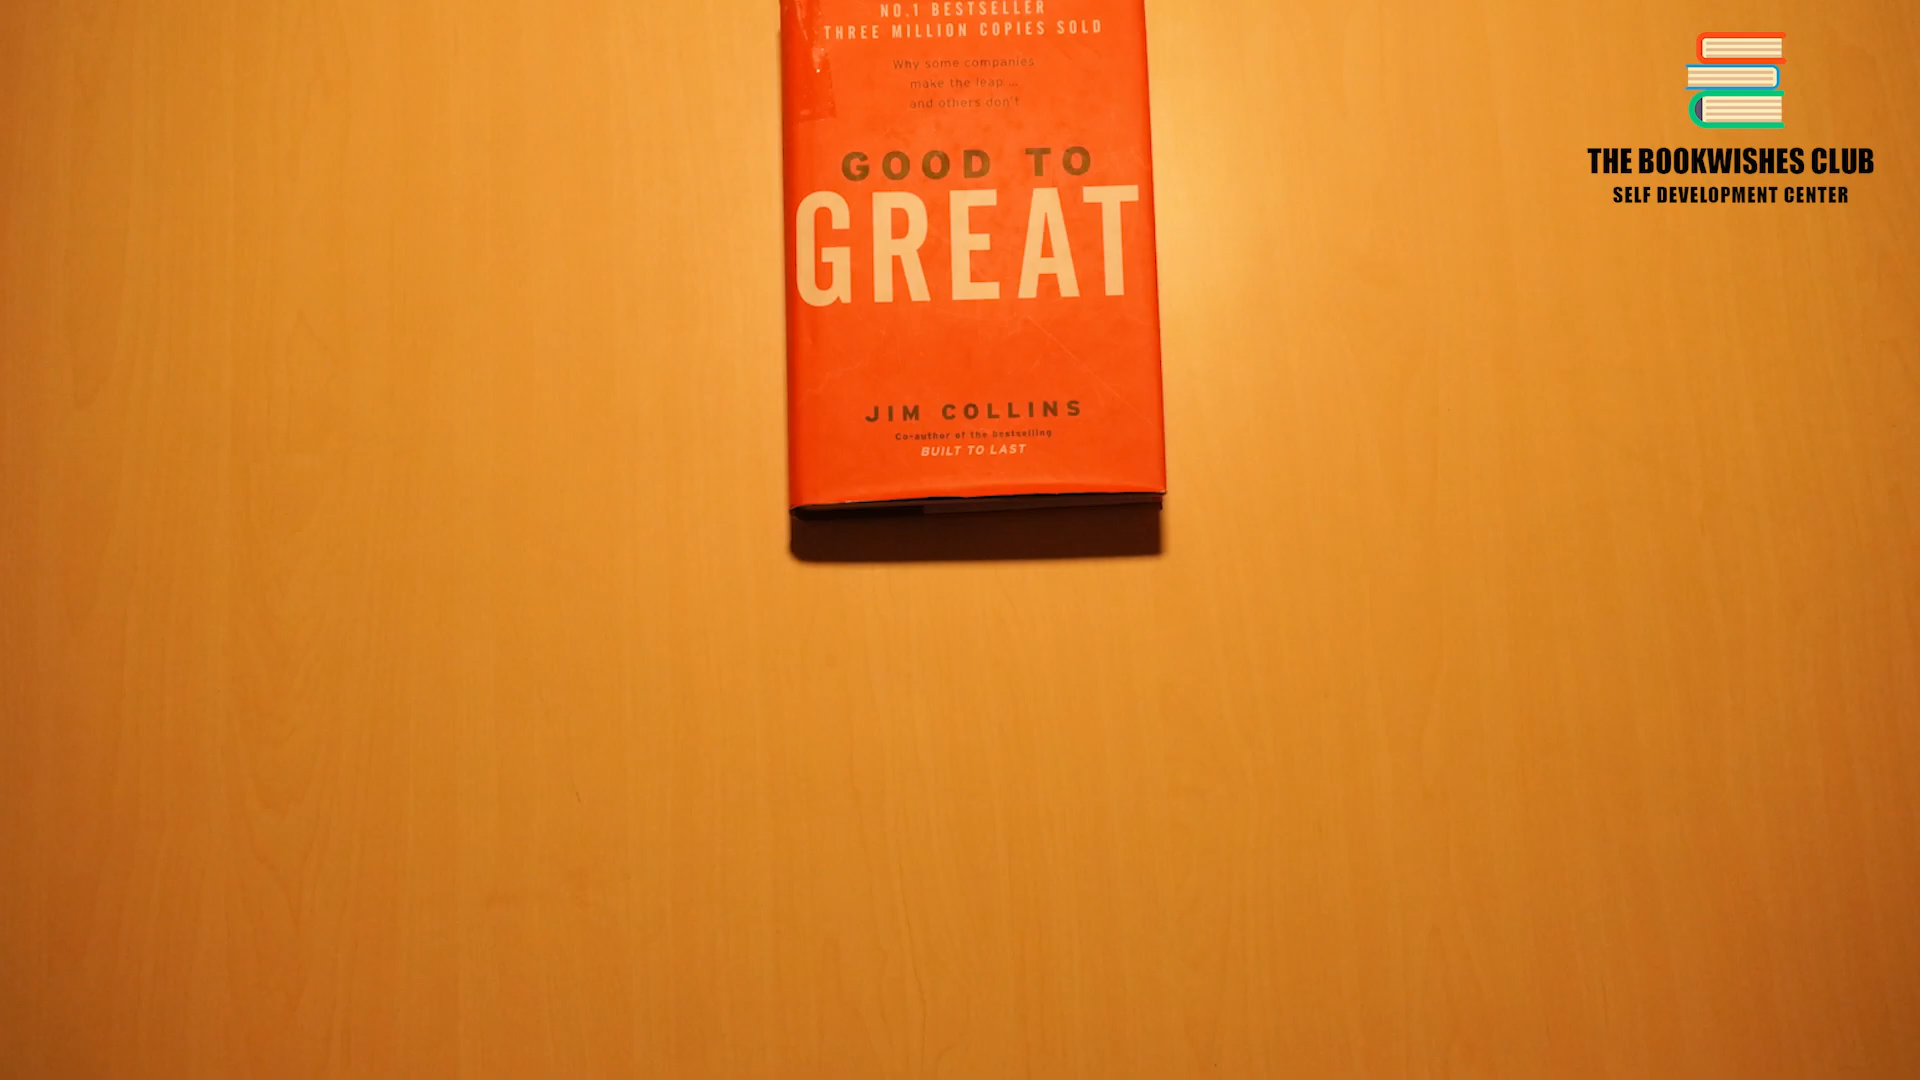 NO.1 BESTSELLER
THREE MILLION COPIES SOLD
Why some companies
make the leap ...
and others don't
GOOD TO
GREAT
JIM COLLINS
Co-author of the bestselling
BUILT TO LAST
THE BOOKWISHES CLUB
SELF DEVELOPMENT CENTER